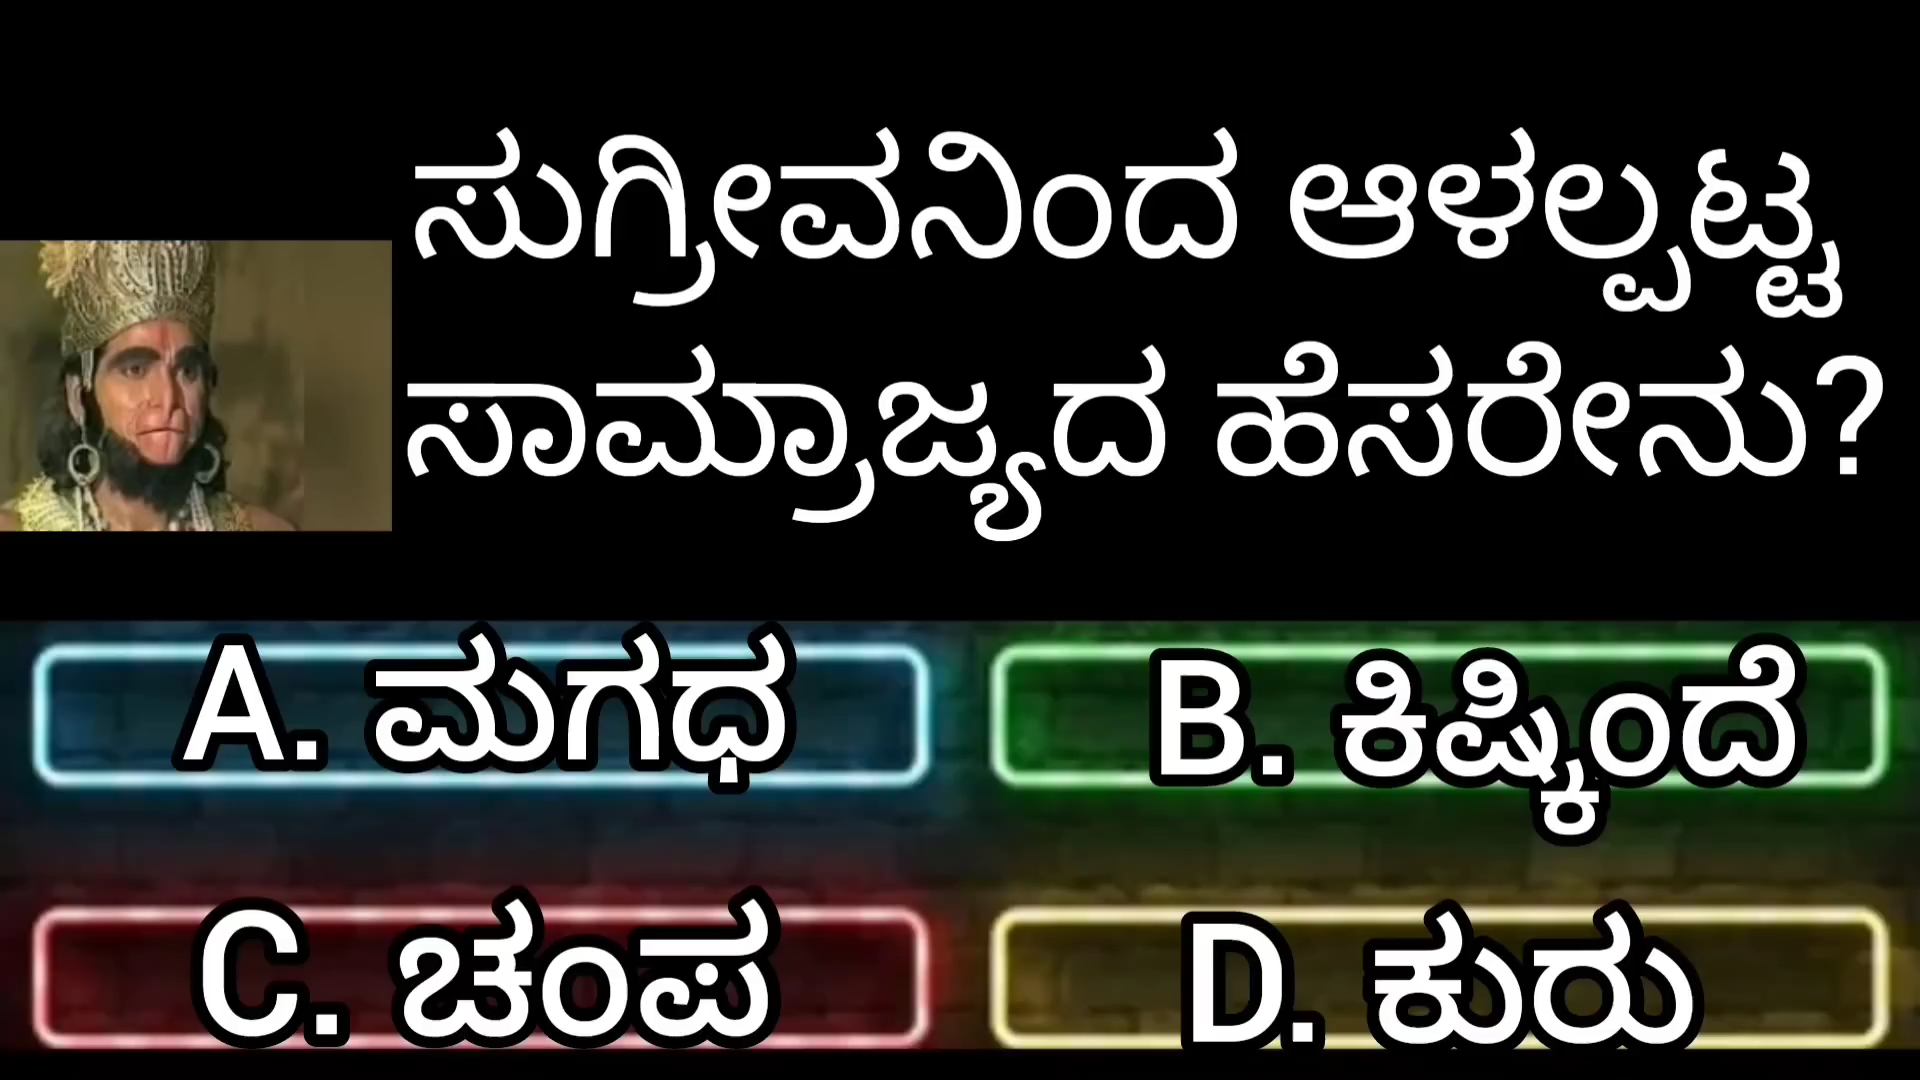 ಸುಗ್ರೀವನಿಂದ ಆಳಲ್ಪಟ್ಟ
ಸಾಮ್ರಾಜ್ಯದ ಹೆಸರೇನು?
A. ಮಗಧ
B. ಕಿಷ್ಕಿಂದೆ
C. ಚಂಪ
D. ಕುರು